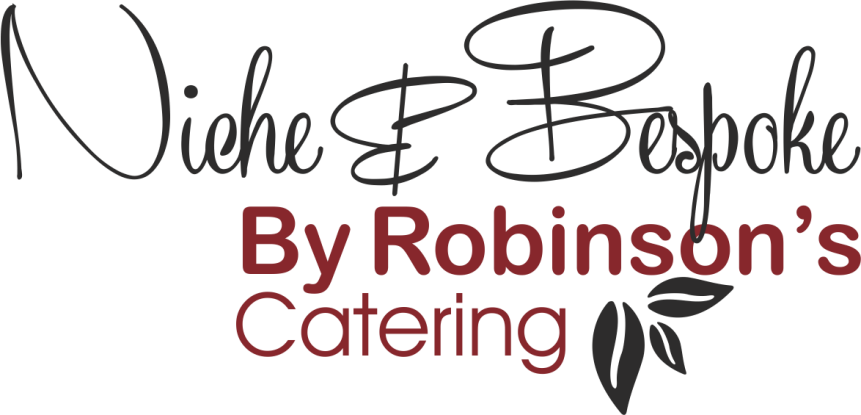 Niche & Bespoke
By Robinson's
Catering